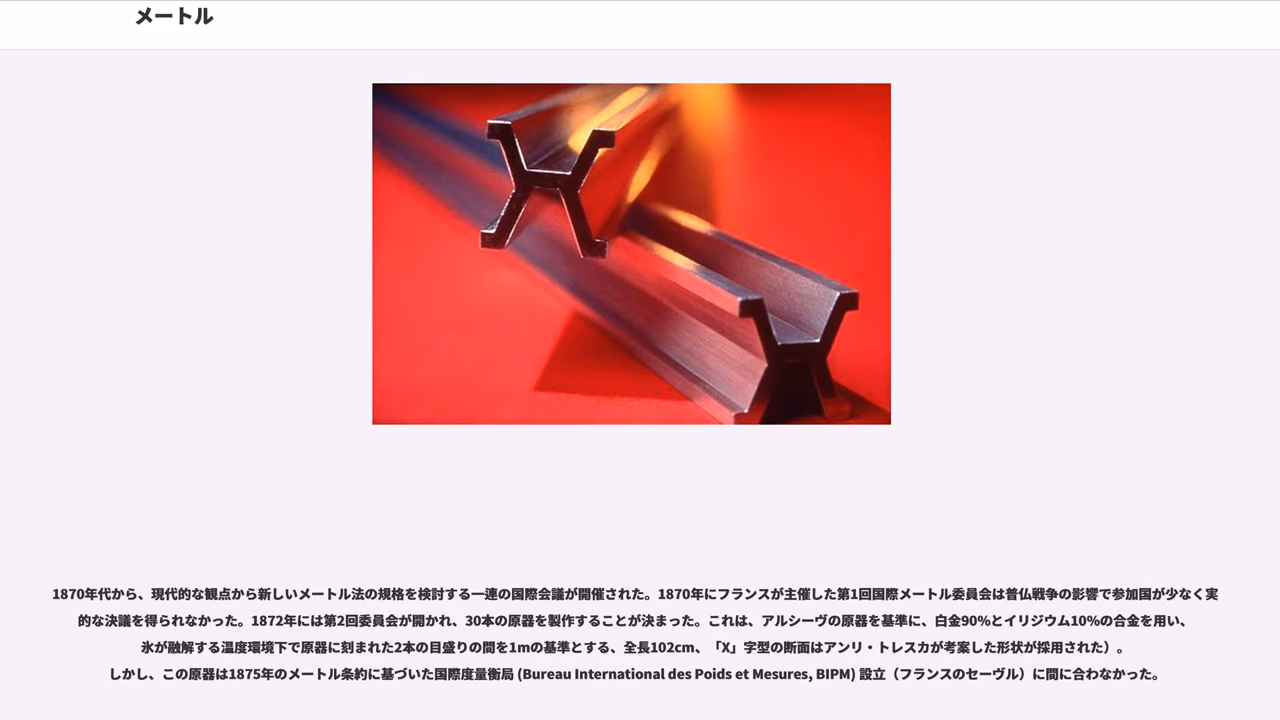 メートル
1870年代から、現代的な観点から新しいメートル法の規格を検討する一連の国際会議が開催された。1870年にフランスが主催した第1回国際メートル委員会は普仏戦争の影響で参加国が少なく実
的な決議を得られなかった。1872年には第2回委員会が開かれ、30本の原器を製作することが決まった。これは、アルシーヴの原器を基準に、白金90%とイリジウム10%の合金を用い、
氷が融解する温度環境下で原器に刻まれた2本の目盛りの間を1mの基準とする、全長102cm、「X」字型の断面はアンリ・トレスカが考案した形状が採用された）。
しかし、この原器は1875年のメートル条約に基づいた国際度量衡局 (Bureau International des Poids et Mesures, BIPM) 設立（フランスのセーヴル）に間に合わなかった。